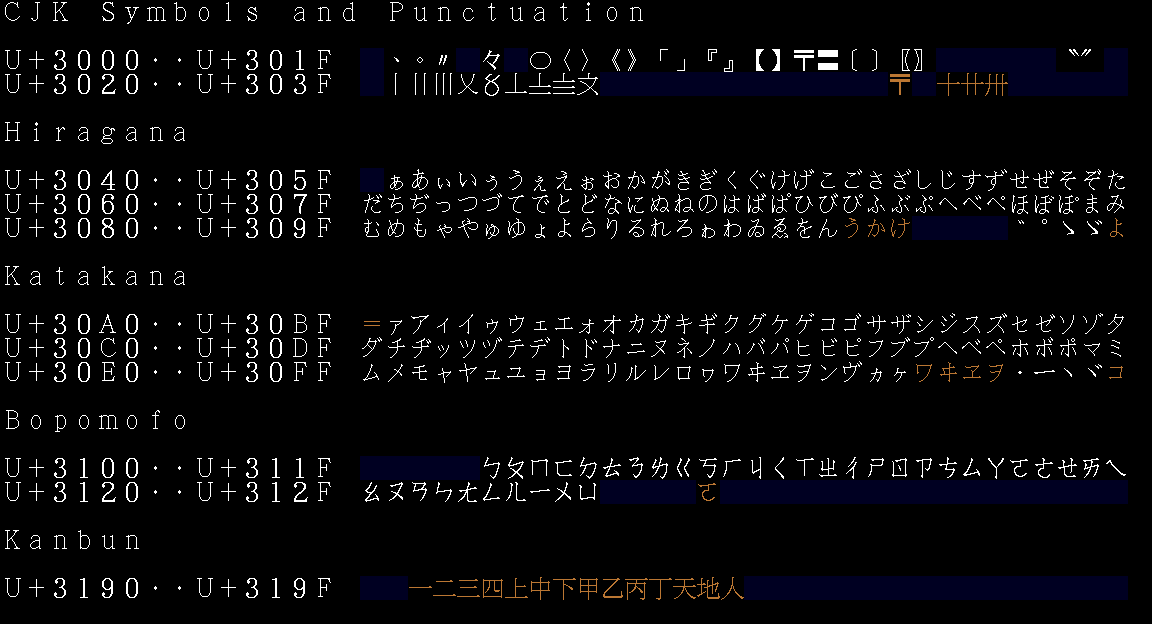 CJK Symbols and Punctuation
U+3000··U+301F 、。〃 々 〇〈〉《》「」『』【】〒〓〔〕〖〗 〝〞
U+3020··U+303F 〡〢〣〤〥〦〧〨〩 〒 十卄卅
Hiragana
U+3040··U+305F ぁあぃいぅうぇえぉおかがきぎくぐけげこごさざしじすずせぜそぞた
U+3060··U+307F だちぢっつづてでとどなにぬねのはばぱひびぴふぶぷへべぺほぼぽまみ
U+3080··U+309F むめもゃやゅゆょよらりるれろゎわゐゑをんうかけ ゛゜ゝゞよ
Katakana
U+30A0··U+30BF ゠ァアィイゥウェエォオカガキギクグケゲコゴサザシジスズセゼソゾタ
U+30C0··U+30DF ダチヂッツヅテデトドナニヌネノハバパヒビピフブプヘベペホボポマミ
U+30E0··U+30FF ムメモャヤュユョヨラリルレロヮワヰヱヲンヴヵヶワヰヱヲ・ーヽヾコ
Bopomofo
U+3100··U+311F ㄅㄆㄇㄈㄉㄊㄋㄌㄍㄎㄏㄐㄑㄒㄓㄔㄕㄖㄗㄘㄙㄚㄛㄜㄝㄞㄟ
U+3120··U+312F ㄠㄡㄢㄣㄤㄥㄦㄧㄨㄩ ㄮ
Kanbun
U+3190··U+319F 一二三四上中下甲乙丙丁天地人